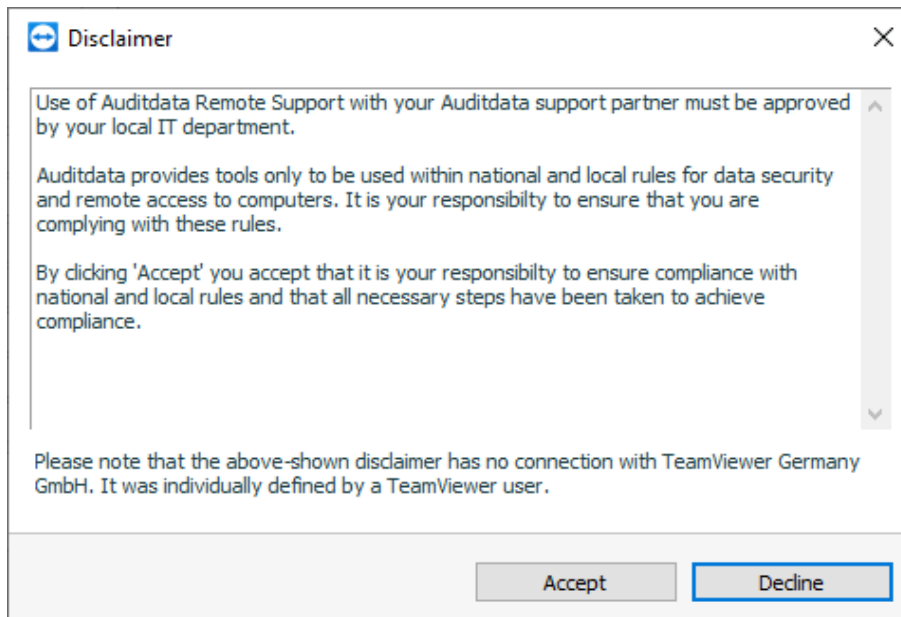 Disclaimer
Use of Auditdata Remote Support with your Auditdata support partner must be approved
by your local IT department.
Auditdata provides tools only to be used within national and local rules for data security
and remote access to computers. It is your responsibilty to ensure that you are
complying with these rules.
By clicking 'Accept' you accept that it is your responsibilty to ensure compliance with
national and local rules and that all necessary steps have been taken to achieve
compliance.
Please note that the above-shown disclaimer has no connection with TeamViewer Germany
GmbH. It was individually defined by a TeamViewer user.
Accept
Decline